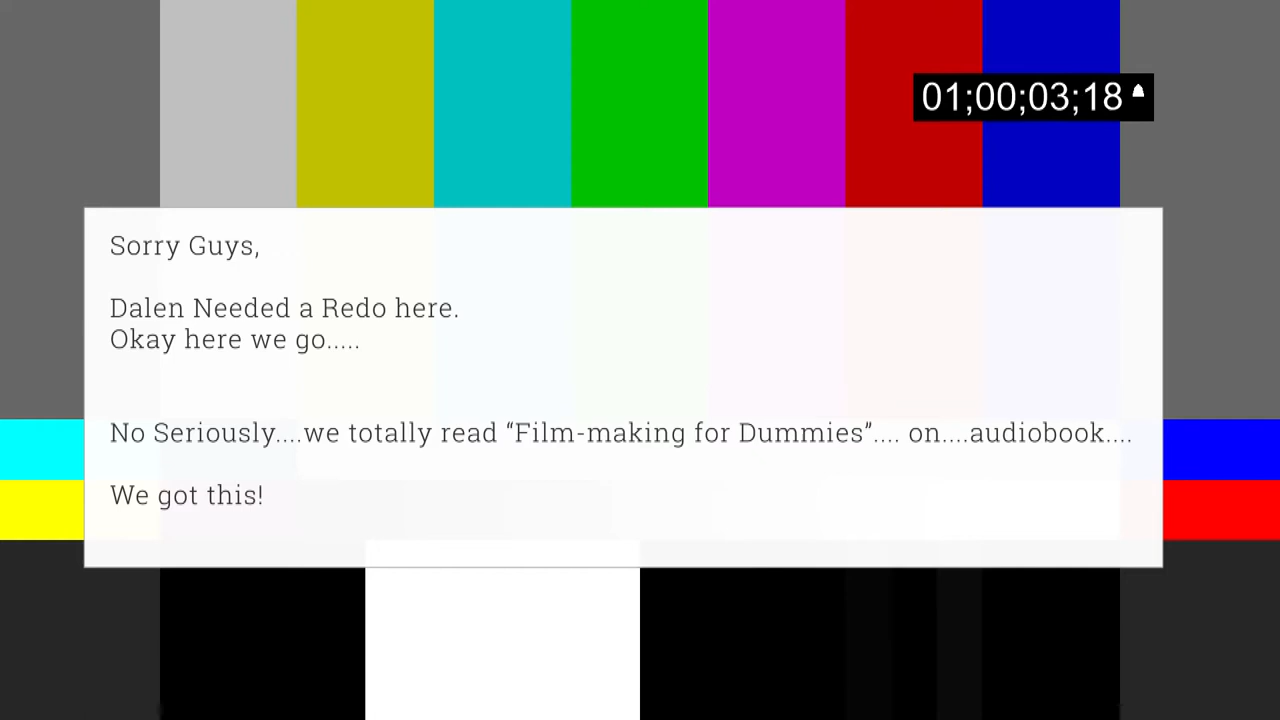 01;00;03;18
Sorry Guys,
Dalen Needed a Redo here.
Okay here we go.....
No Seriously....we totally read “Film-making for Dummies”.... on....audiobook....
We got this!